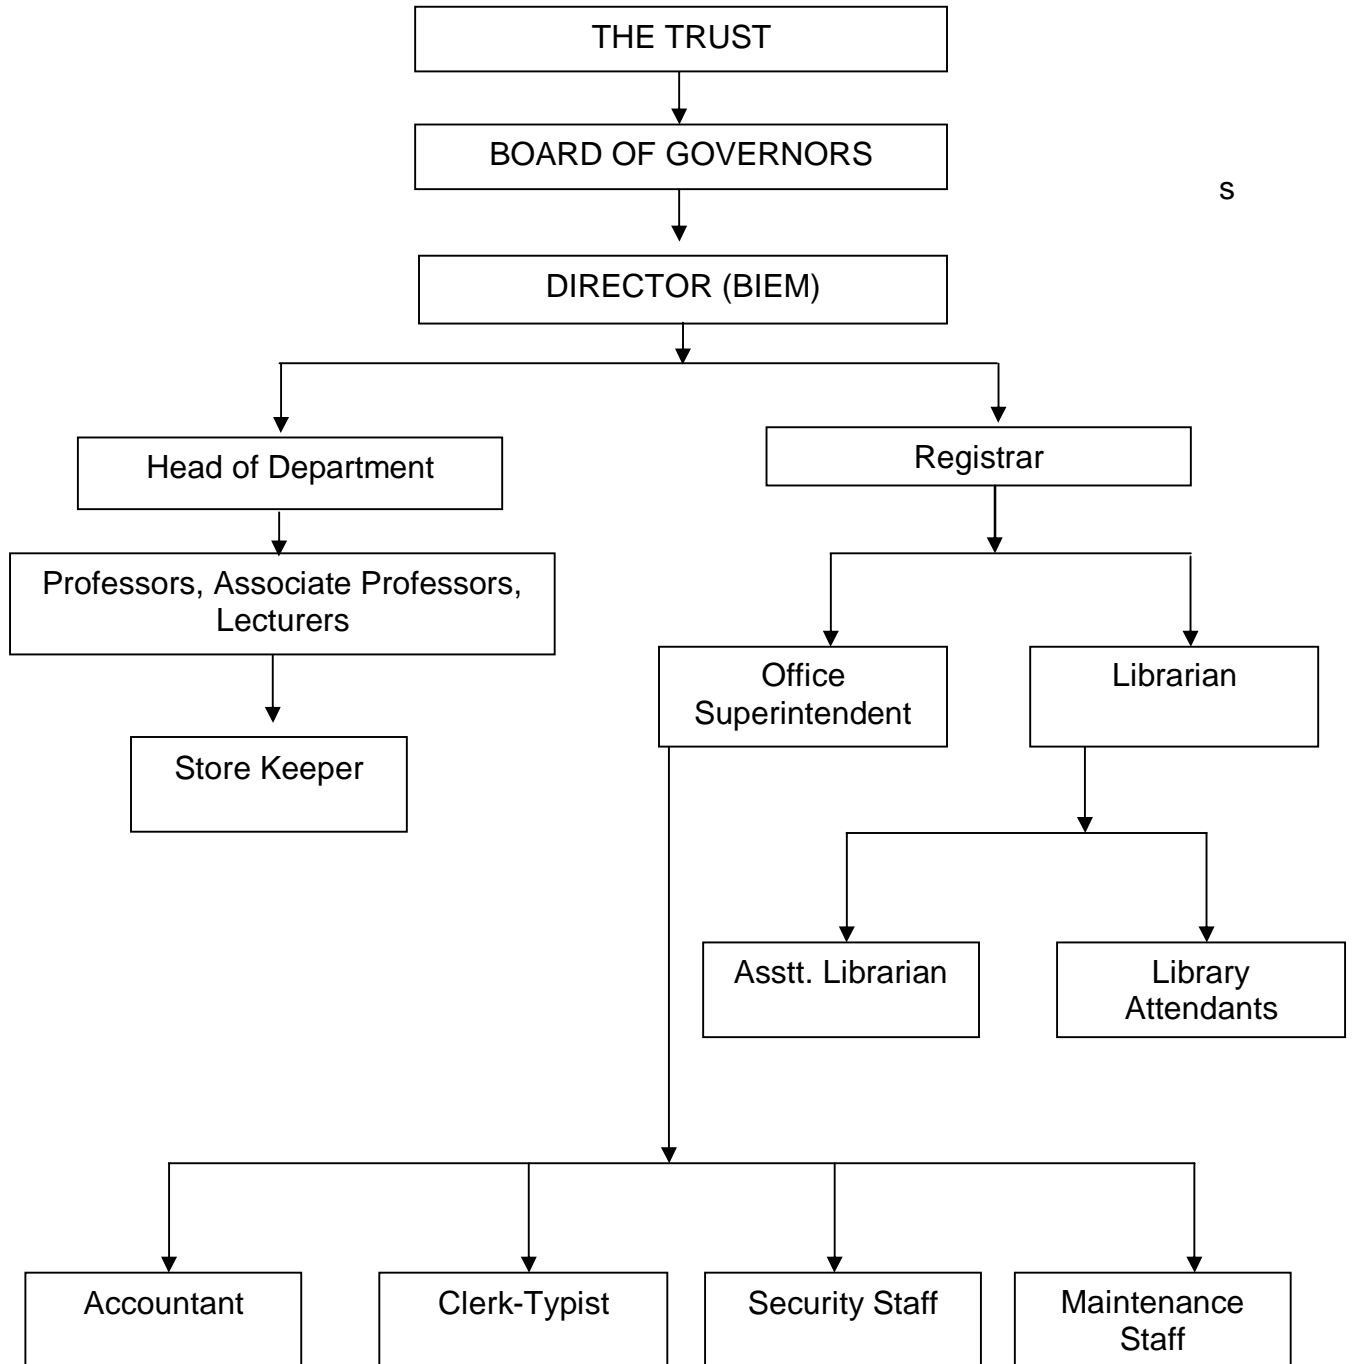 THE TRUST
BOARD OF GOVERNORS
s
DIRECTOR (BIEM)
Head of Department
Registrar
Professors, Associate Professors,
Lecturers
Office
Superintendent
Librarian
Store Keeper
Asstt. Librarian
Library
Attendants
Accountant
Clerk-Typist
Security Staff
Maintenance
Staff